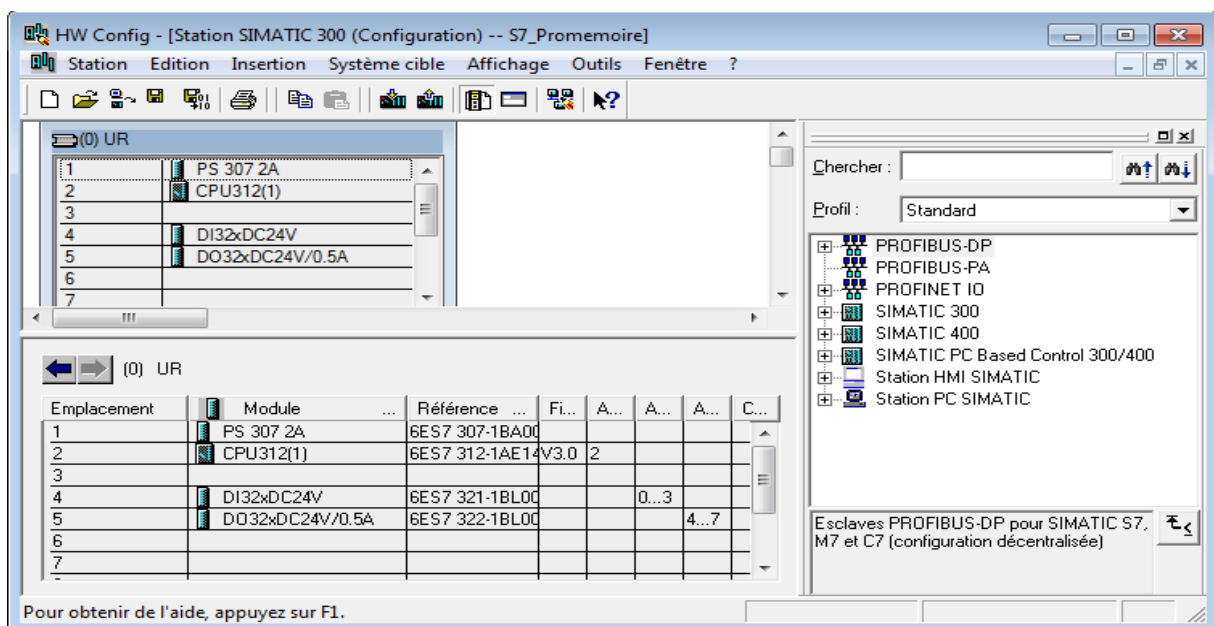 HW Config - [Station SIMATIC 300 (Configuration) -- S7_Promemoire]
Station Edition Insertion Système cible Affichage Outils Fenêtre ?
(0) UR
1 PS 307 2A
2 CPU312(1)
3
4 DI32xDC24V
5 DO32xDC24V/0.5A
6
7
(0) UR
Emplacement Module ... Référence ... Fi... A... A... A... C...
1 PS 307 2A 6ES7 307-1BA00
2 CPU312(1) 6ES7 312-1AE14 V3.0 2
3
4 DI32xDC24V 6ES7 321-1BL00 0...3
5 DO32xDC24V/0.5A 6ES7 322-1BL00 4...7
6
7
Chercher :
Profil : Standard
PROFIBUS-DP
PROFIBUS-PA
PROFINET IO
SIMATIC 300
SIMATIC 400
SIMATIC PC Based Control 300/400
Station HMI SIMATIC
Station PC SIMATIC
Esclaves PROFIBUS-DP pour SIMATIC S7,
M7 et C7 (configuration décentralisée)
Pour obtenir de l'aide, appuyez sur F1.